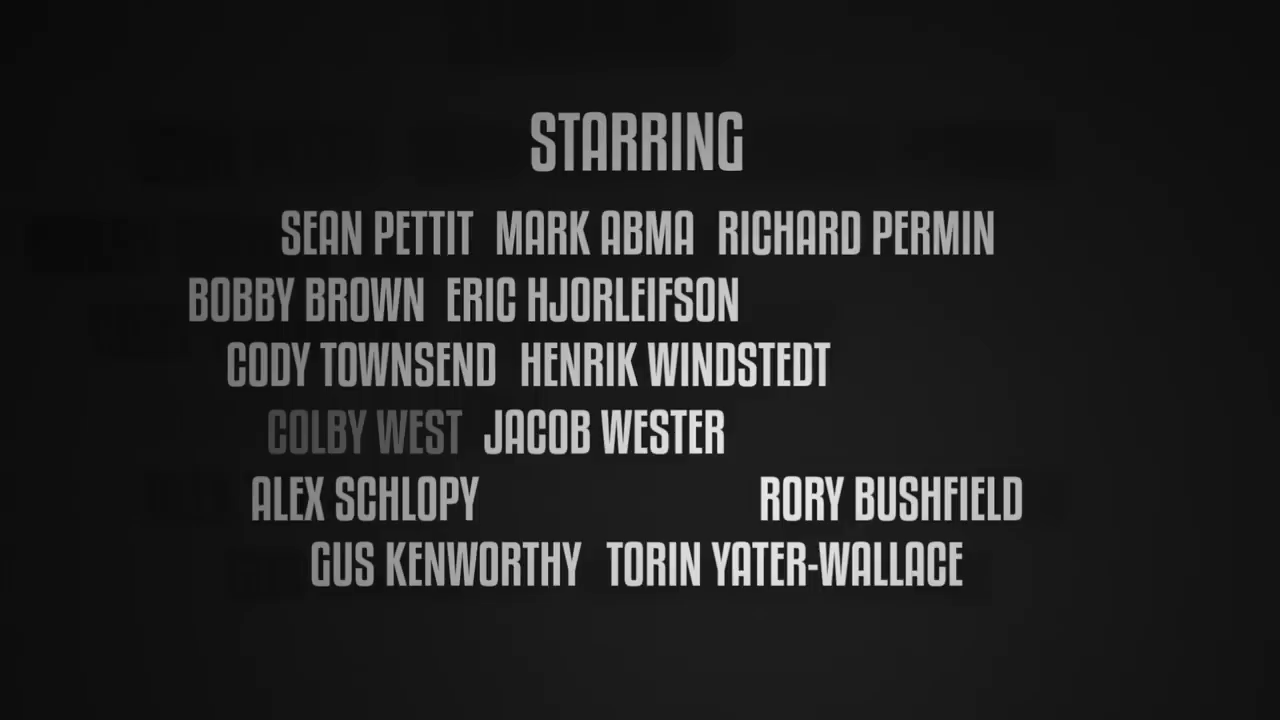 STARRING
SEAN PETTIT MARK ABMA RICHARD PERMIN
BOBBY BROWN ERIC HJORLEIFSON
CODY TOWNSEND HENRIK WINDSTEDT
COLBY WEST JACOB WESTER
ALEX SCHLOPY RORY BUSHFIELD
GUS KENWORTHY TORIN YATER-WALLACE